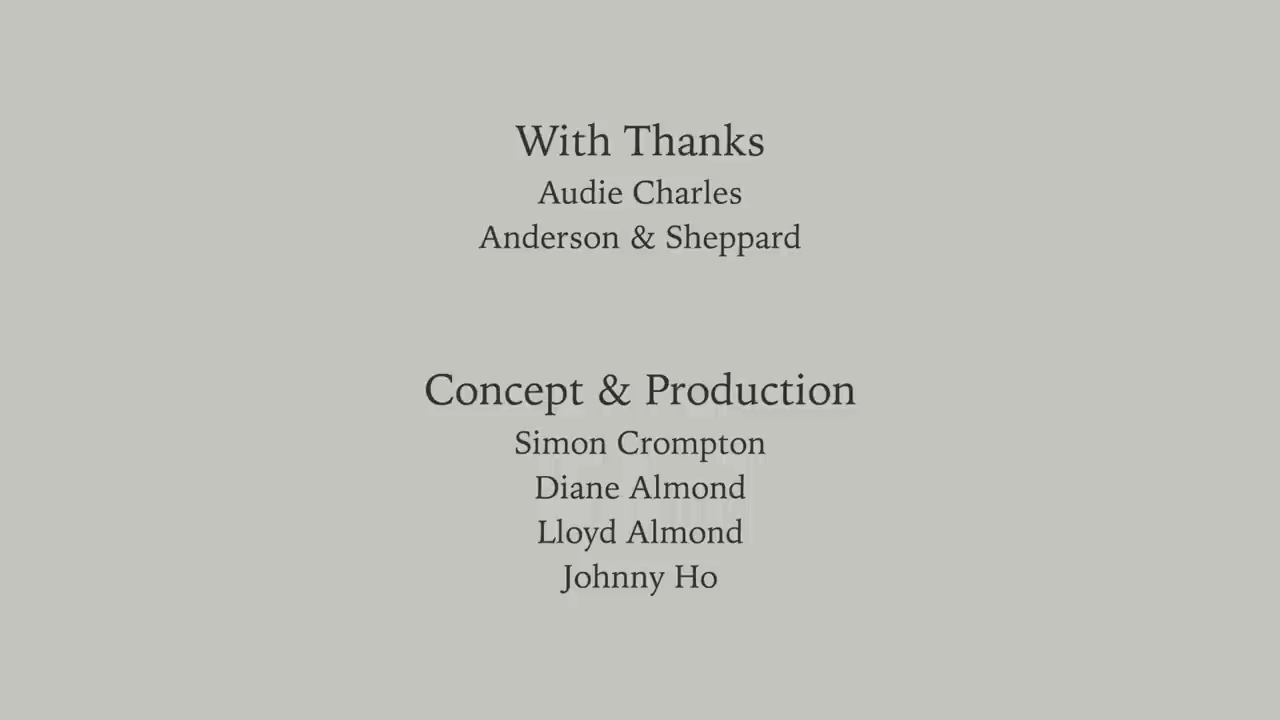 With Thanks
Audie Charles
Anderson & Sheppard
Concept & Production
Simon Crompton
Diane Almond
Lloyd Almond
Johnny Ho